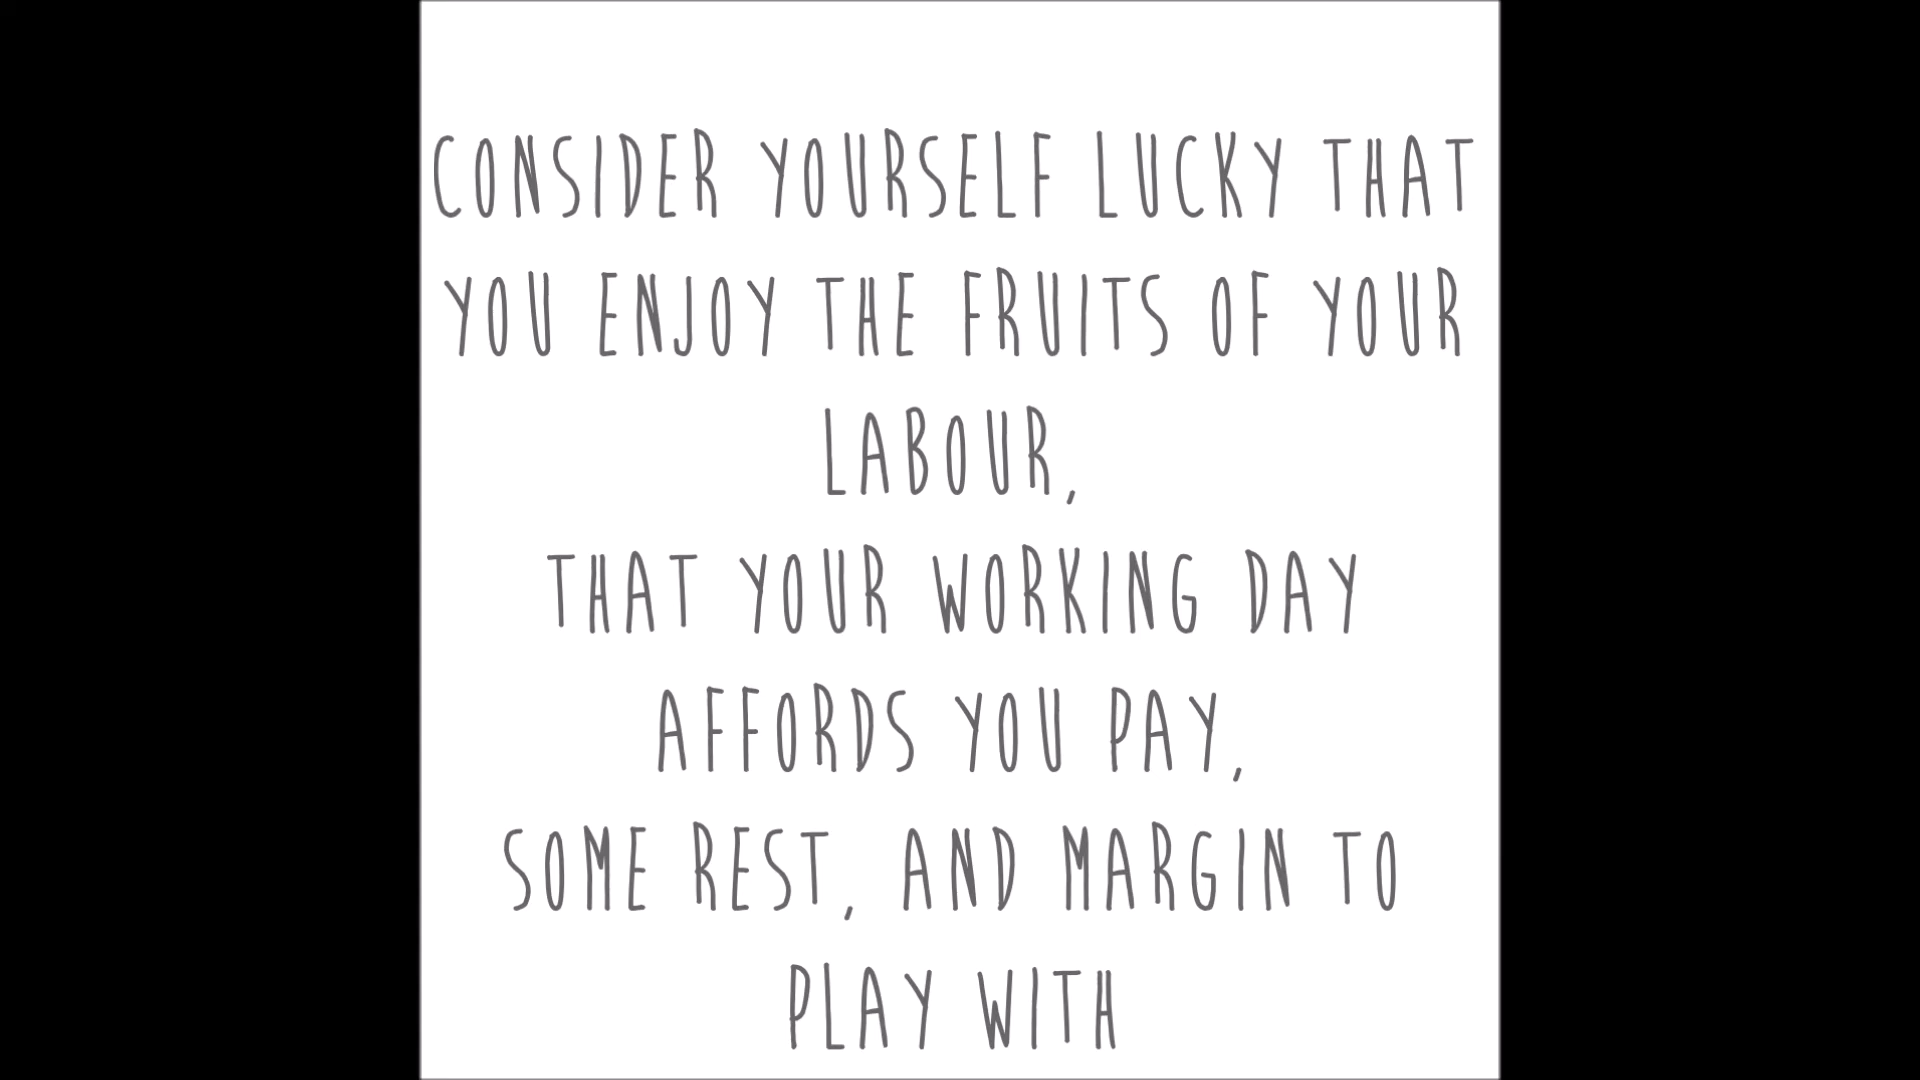 CONSIDER YOURSELF LUCKY THAT
YOU ENJOY THE FRUITS OF YOUR
LABOUR,
THAT YOUR WORKING DAY
AFFORDS YOU PAY,
SOME REST, AND MARGIN TO
PLAY WITH